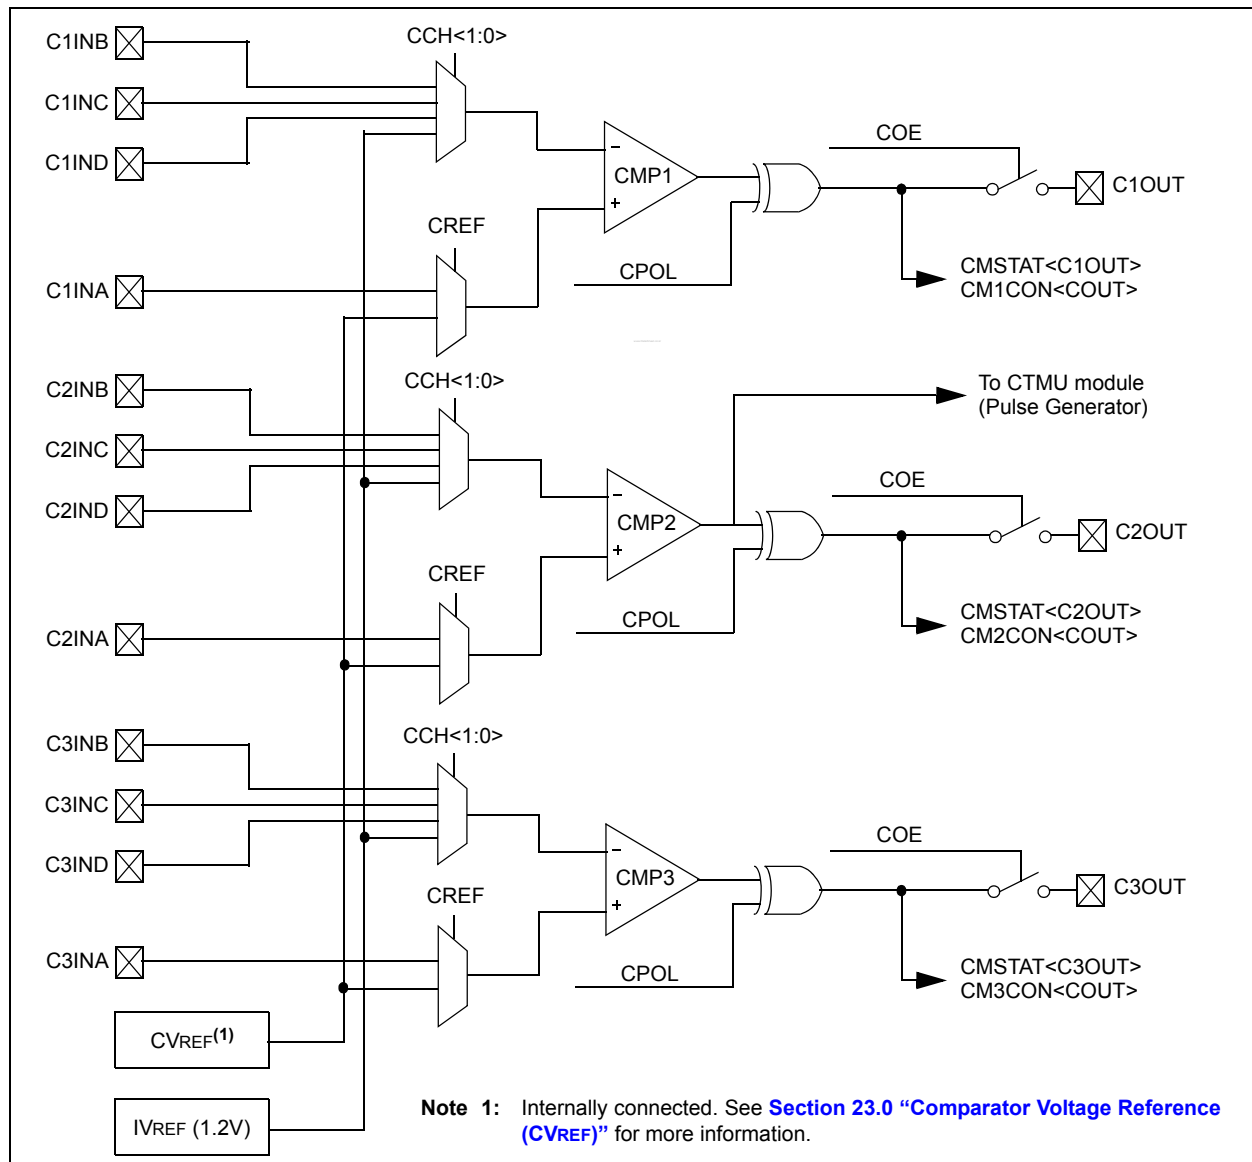 C1INB
CCH<1:0>
C1INC
C1IND
COE
−
CMP1
+
C1OUT
CREF
CPOL
C1INA
CMSTAT<C1OUT>
CM1CON<COUT>
C2INB
CCH<1:0>
To CTMU module
(Pulse Generator)
C2INC
C2IND
COE
−
CMP2
+
C2OUT
CREF
CPOL
C2INA
CMSTAT<C2OUT>
CM2CON<COUT>
C3INB
CCH<1:0>
C3INC
C3IND
COE
−
CMP3
+
C3OUT
CREF
CPOL
C3INA
CMSTAT<C3OUT>
CM3CON<COUT>
CVREF(1)
IVREF (1.2V)
Note 1: Internally connected. See Section 23.0 “Comparator Voltage Reference
(CVREF)” for more information.